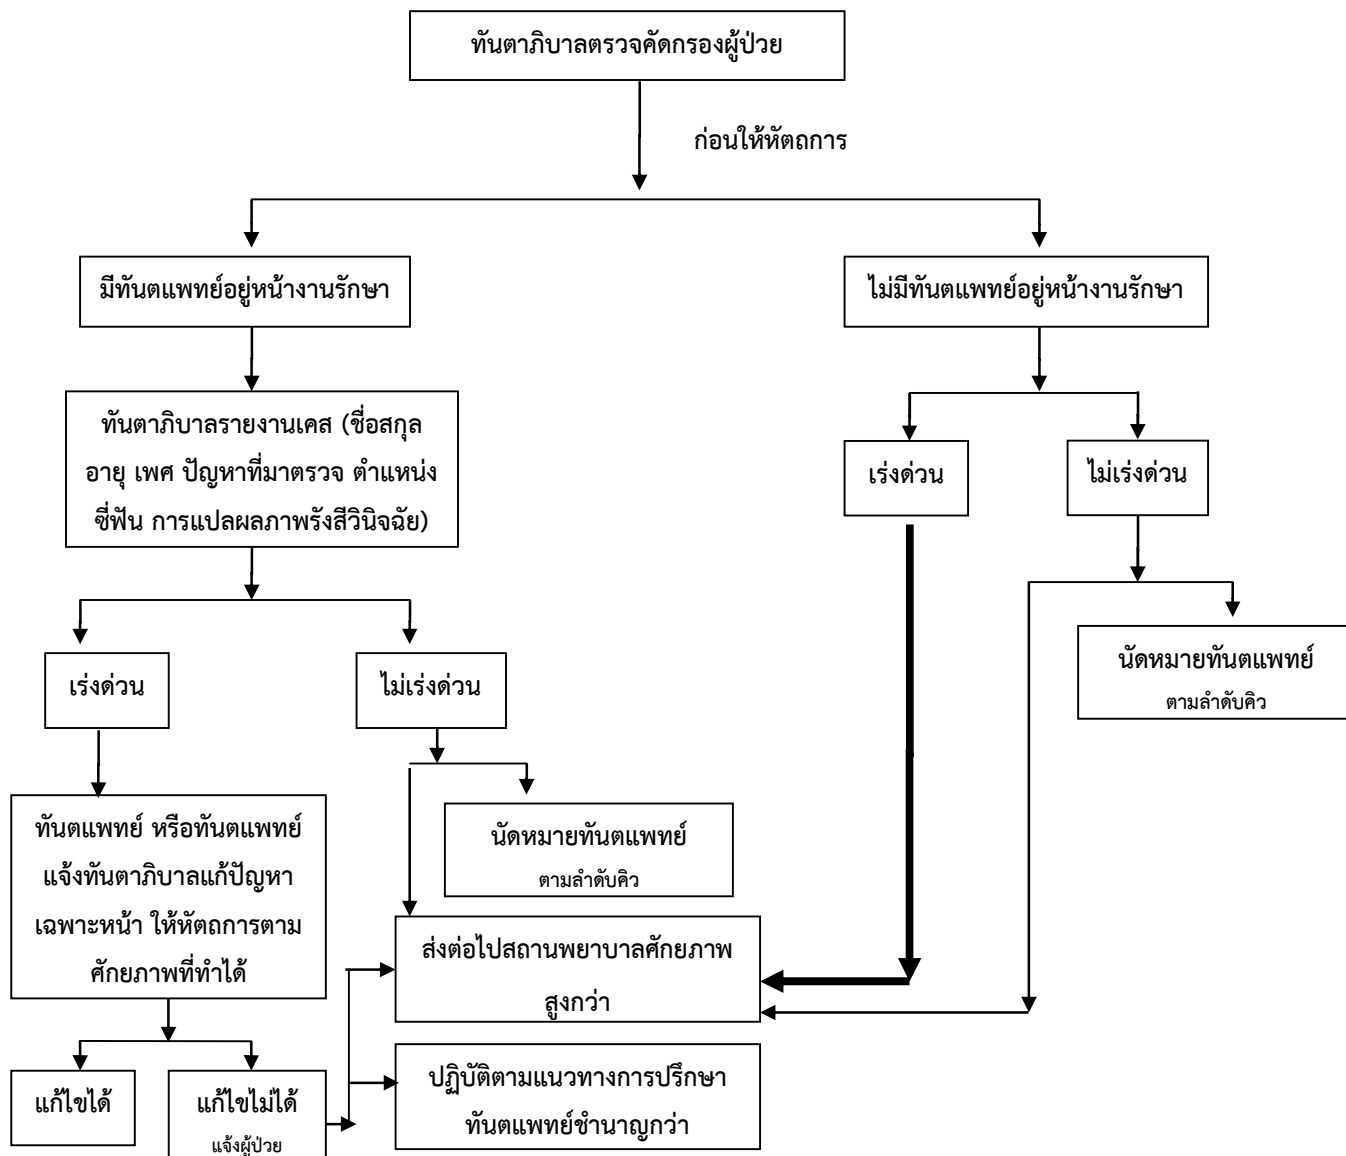 ทันตาภิบาลตรวจคัดกรองผู้ป่วย
ก่อนให้หัตถการ
มีทันตแพทย์อยู่หน้างานรักษา
ไม่มีทันตแพทย์อยู่หน้างานรักษา
ทันตาภิบาลรายงานเคส (ชื่อสกุล
อายุ เพศ ปัญหาที่มาตรวจ ตำแหน่ง
ซี่ฟัน การแปลผลภาพรังสีวินิจฉัย)
เร่งด่วน
ไม่เร่งด่วน
นัดหมายทันตแพทย์
ตามลำดับคิว
เร่งด่วน
ไม่เร่งด่วน
ทันตแพทย์ หรือทันตแพทย์
แจ้งทันตาภิบาลแก้ปัญหา
เฉพาะหน้า ให้หัตถการตาม
ศักยภาพที่ทำได้
นัดหมายทันตแพทย์
ตามลำดับคิว
ส่งต่อไปสถานพยาบาลศักยภาพ
สูงกว่า
แก้ไขได้
แก้ไขไม่ได้
แจ้งผู้ป่วย
ปฏิบัติตามแนวทางการปรึกษา
ทันตแพทย์ชำนาญกว่า